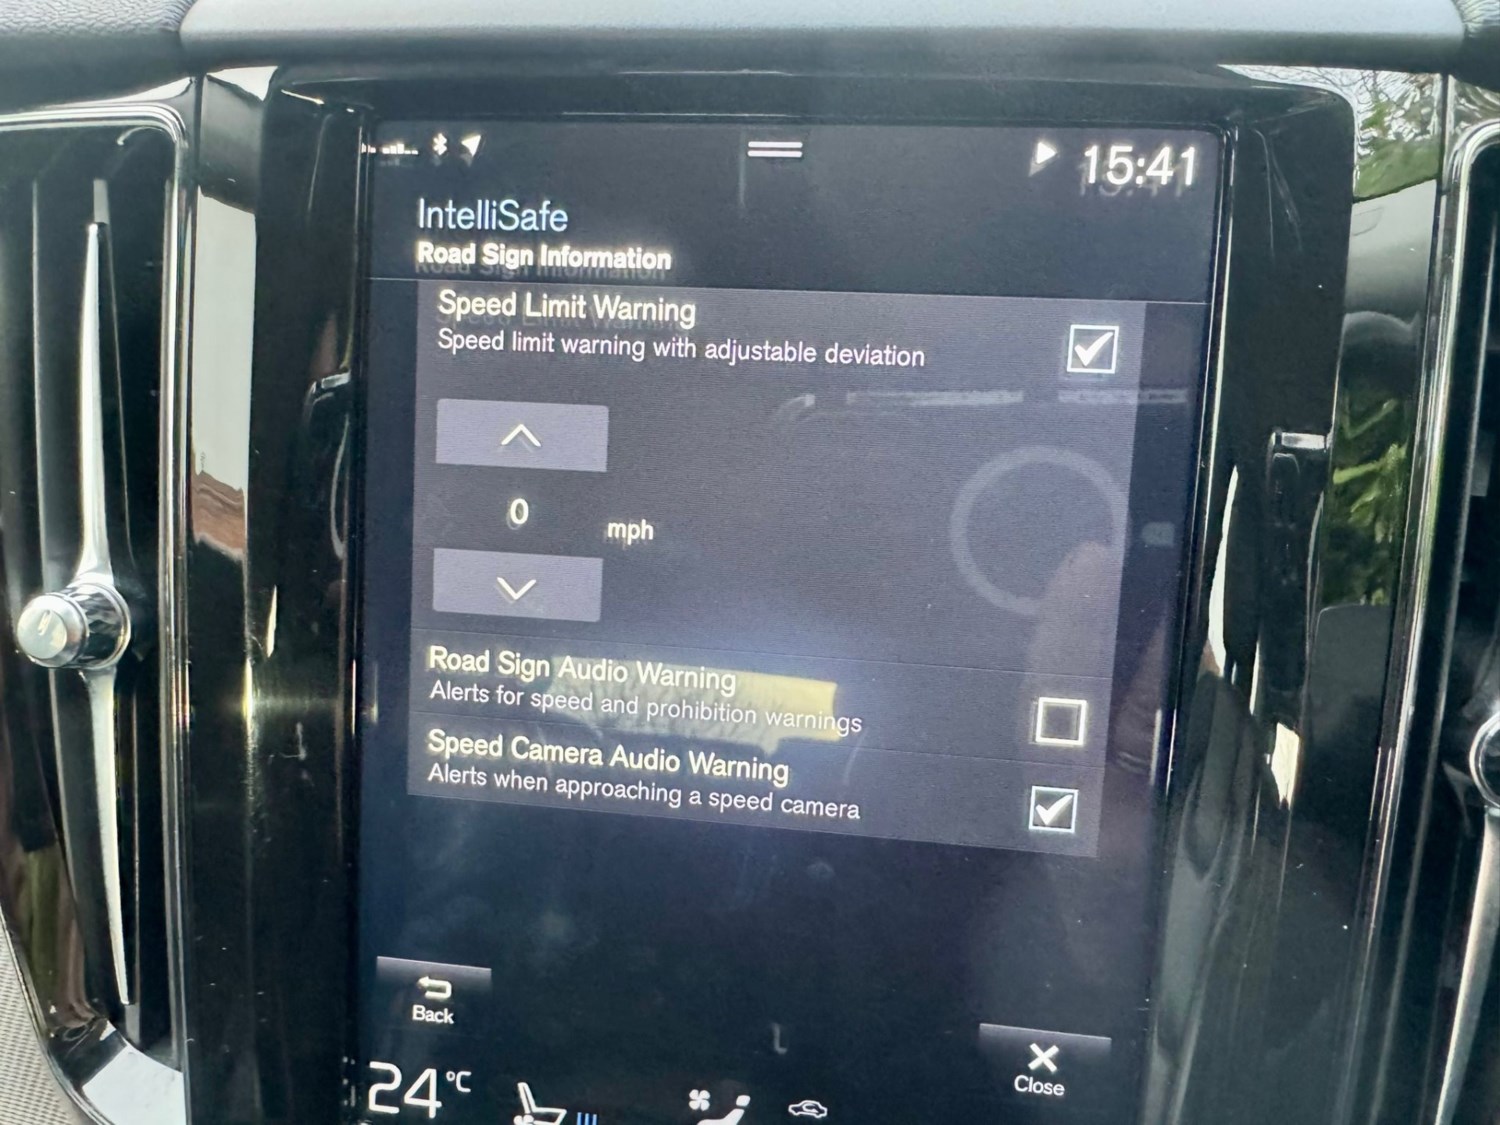 15:41
IntelliSafe
Road Sign Information
Speed Limit Warning
Speed limit warning with adjustable deviation
0
mph
Road Sign Audio Warning
Alerts for speed and prohibition warnings
Speed Camera Audio Warning
Alerts when approaching a speed camera
Back
Close
24°C